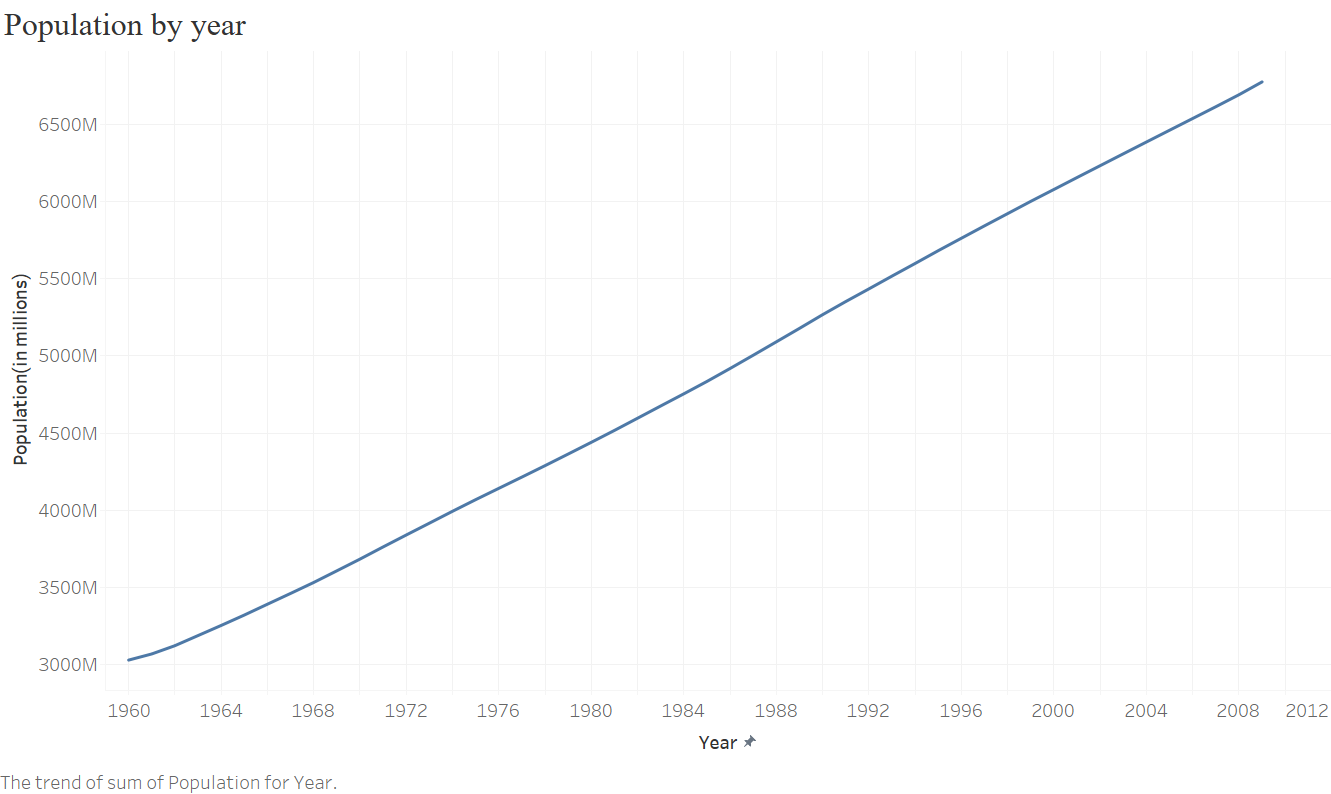 Population by year
6500M
6000M
5500M
5000M
4500M
4000M
3500M
3000M
Population(in millions)
1960 1964 1968 1972 1976 1980 1984 1988 1992 1996 2000 2004 2008 2012
Year
The trend of sum of Population for Year.